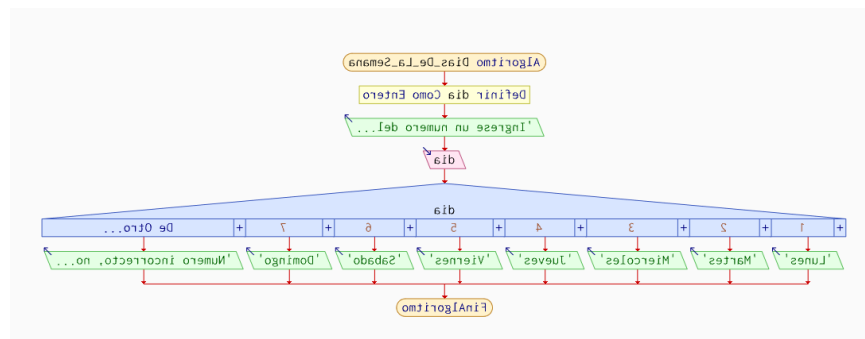 Algoritmo Dias_De_La_Semana
Definir dia Como Entero
'Ingrese un numero del...
dia
dia
+ 1 + 2 + 3 + 4 + 5 + 6 + 7 + De Otro...
'Lunes' 'Martes' 'Miercoles' 'Jueves' 'Viernes' 'Sabado' 'Domingo' 'Numero incorrecto, no...
FinAlgoritmo